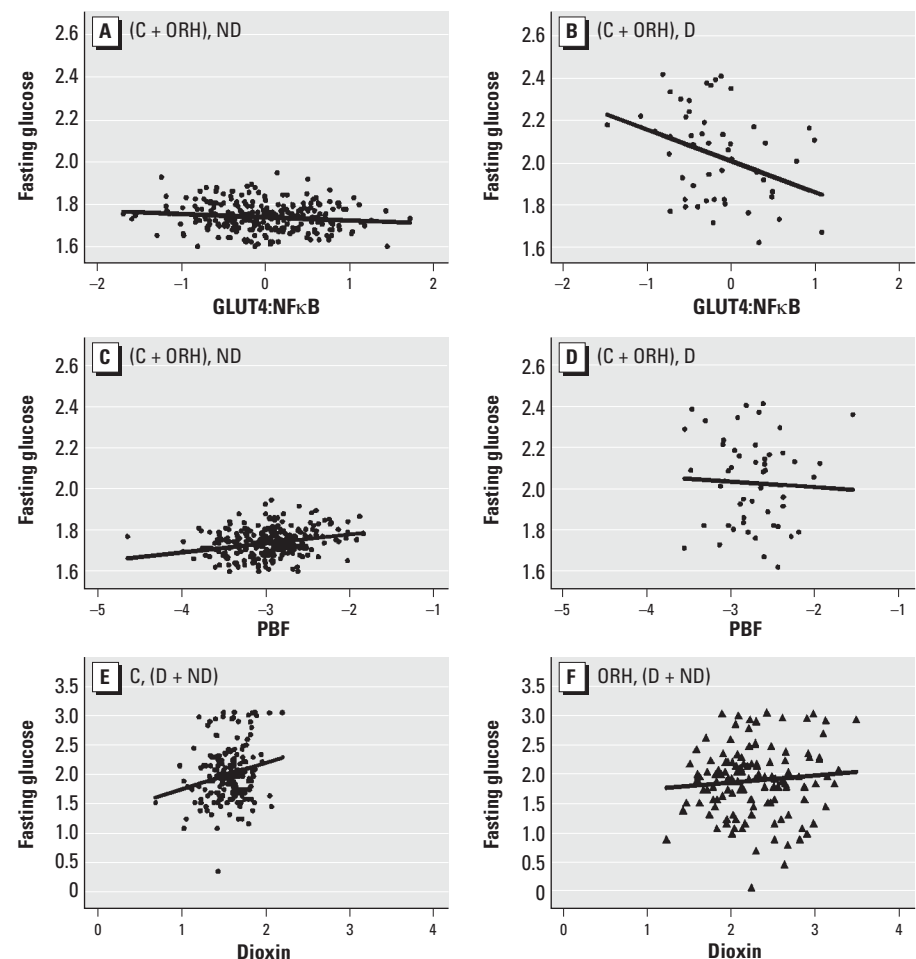 A (C + ORH), ND
Fasting glucose
2.6
2.4
2.2
2.0
1.8
1.6
−2 −1 0 1 2
GLUT4:NFκB
B (C + ORH), D
Fasting glucose
2.6
2.4
2.2
2.0
1.8
1.6
−2 −1 0 1 2
GLUT4:NFκB
C (C + ORH), ND
Fasting glucose
2.6
2.4
2.2
2.0
1.8
1.6
−5 −4 −3 −2 −1
PBF
D (C + ORH), D
Fasting glucose
2.6
2.4
2.2
2.0
1.8
1.6
−5 −4 −3 −2 −1
PBF
E C, (D + ND)
Fasting glucose
3.5
3.0
2.5
2.0
1.5
1.0
0.5
0
0 1 2 3 4
Dioxin
F ORH, (D + ND)
Fasting glucose
3.5
3.0
2.5
2.0
1.5
1.0
0.5
0
0 1 2 3 4
Dioxin